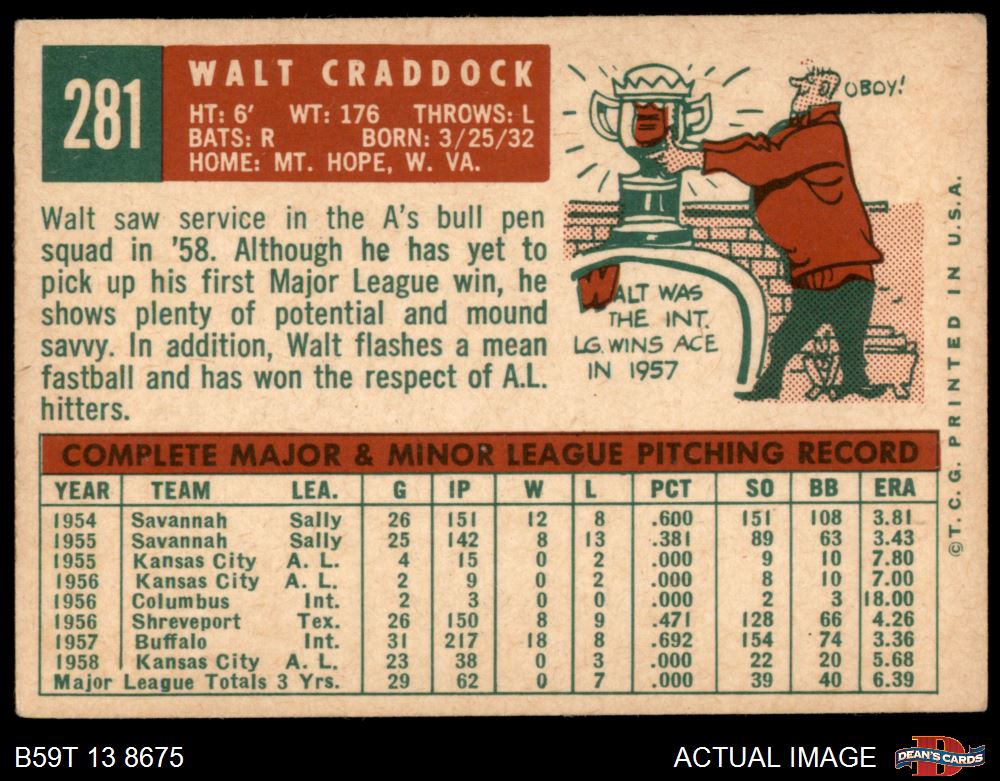 281
WALT CRADDOCK
HT: 6' WT: 176 THROWS: L
BATS: R BORN: 3/25/32
HOME: MT. HOPE, W. VA.
Walt saw service in the A's bull pen
squad in '58. Although he has yet to
pick up his first Major League win, he
shows plenty of potential and mound
savvy. In addition, Walt flashes a mean
fastball and has won the respect of A.L.
hitters.
O BOY!
WALT WAS
THE INT.
LG. WINS ACE
IN 1957
COMPLETE MAJOR & MINOR LEAGUE PITCHING RECORD
YEAR TEAM LEA. G IP W L PCT SO BB ERA
1954 Savannah Sally 26 151 12 8 .600 151 108 3.81
1955 Savannah Sally 25 142 8 13 .381 89 63 3.43
1955 Kansas City A. L. 4 15 0 2 .000 9 10 7.80
1956 Kansas City A. L. 2 9 0 2 .000 8 10 7.00
1956 Columbus Int. 2 3 0 0 .000 2 3 18.00
1956 Shreveport Tex. 26 150 8 9 .471 128 66 4.26
1957 Buffalo Int. 31 217 18 8 .692 154 74 3.36
1958 Kansas City A. L. 23 38 0 3 .000 22 20 5.68
Major League Totals 3 Yrs. 29 62 0 7 .000 39 40 6.39
©T. C. G. PRINTED IN U.S.A.
B59T 13 8675
ACTUAL IMAGE
D
DEAN'S CARDS